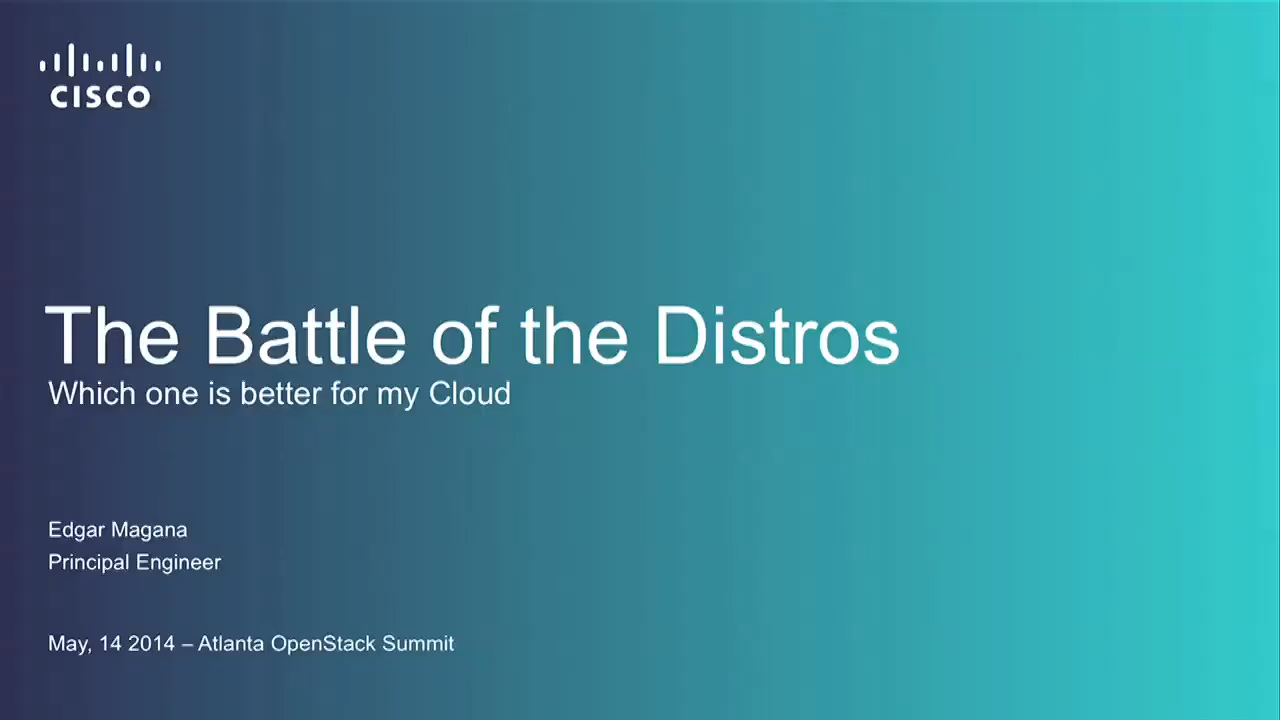 CISCO
The Battle of the Distros
Which one is better for my Cloud
Edgar Magana
Principal Engineer
May, 14 2014 – Atlanta OpenStack Summit